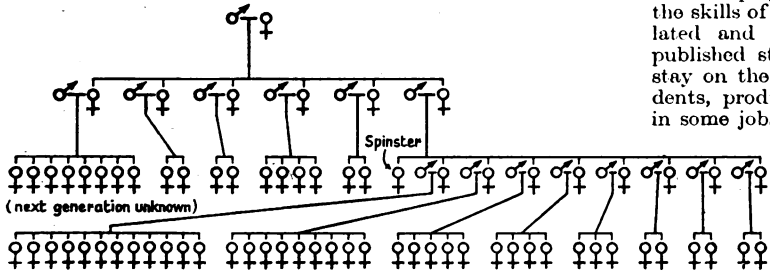 the skills of
lated and
published st
stay on the
dents, prod
in some job
Spinster
(next generation unknown)